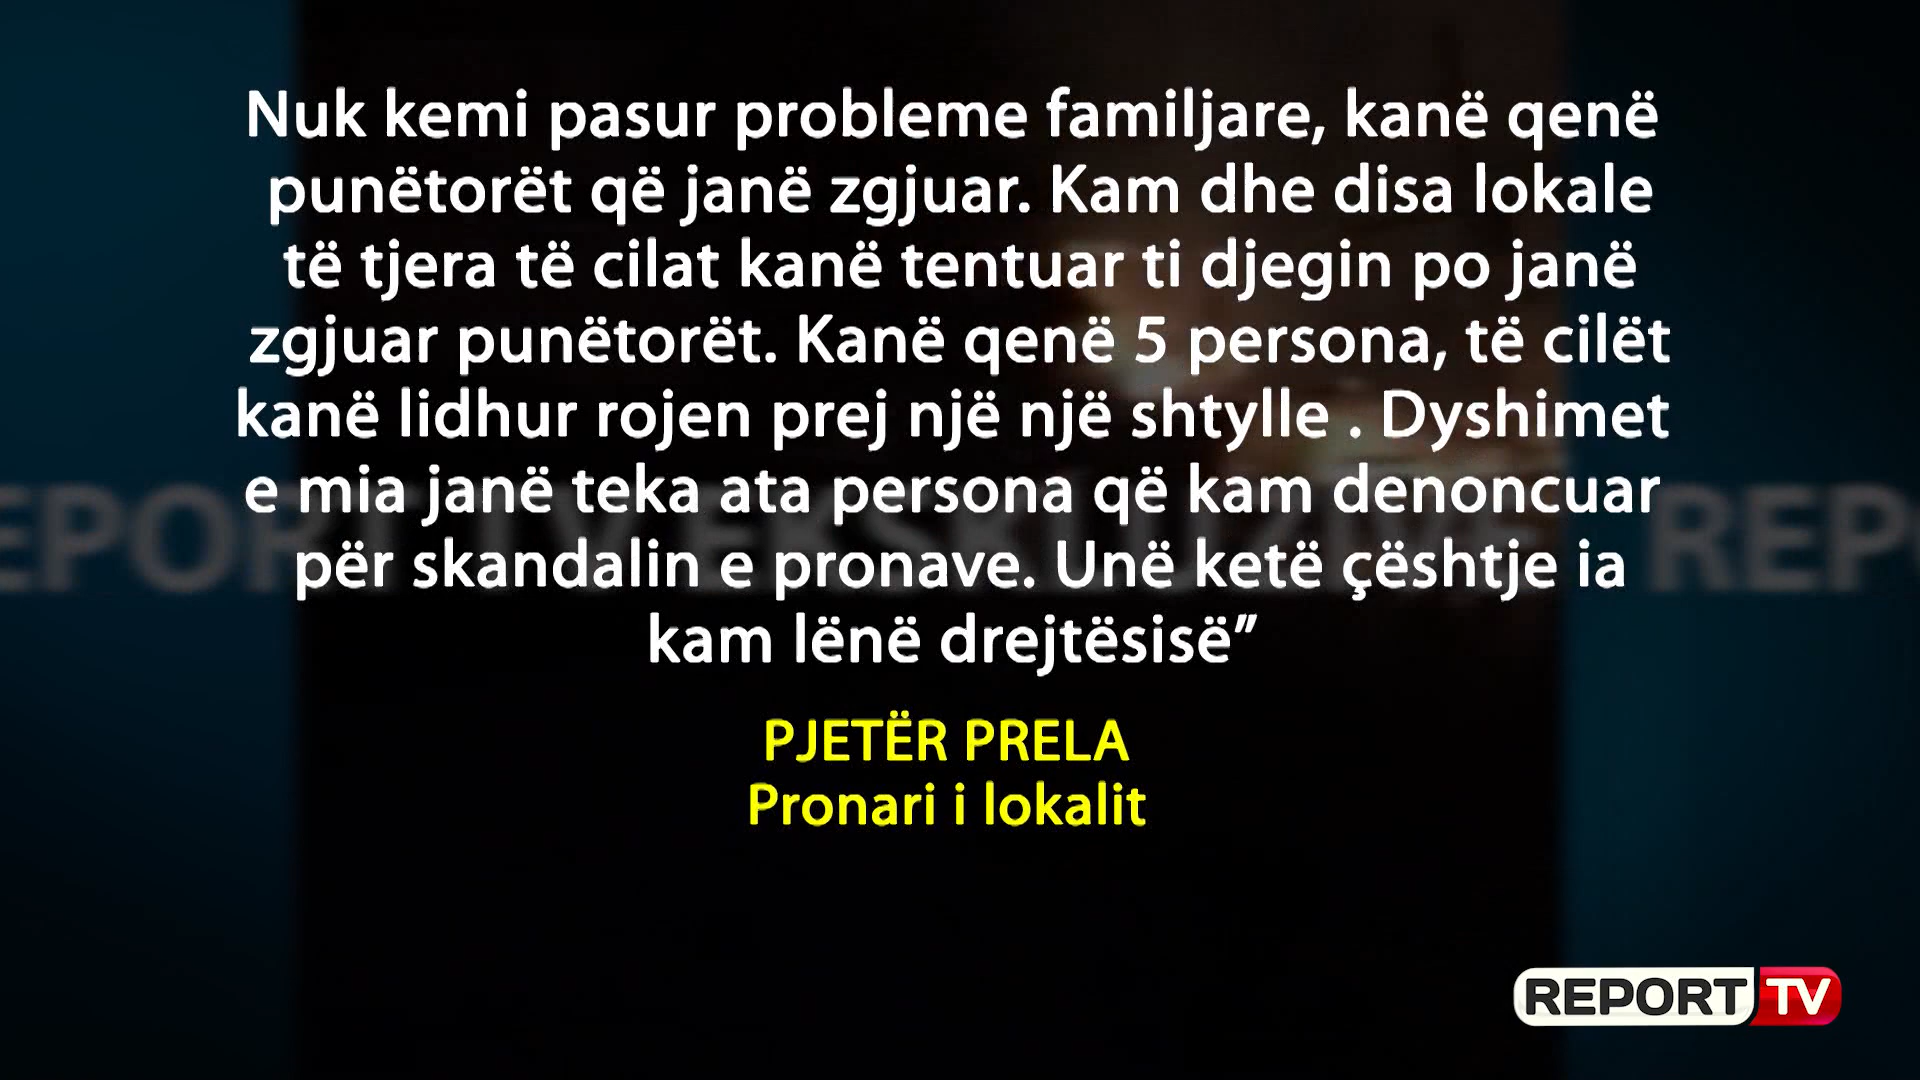 Nuk kemi pasur probleme familjare, kanë qenë
punëtorët që janë zgjuar. Kam dhe disa lokale
të tjera të cilat kanë tentuar ti djegin po janë
zgjuar punëtorët. Kanë qenë 5 persona, të cilët
kanë lidhur rojen prej një një shtylle . Dyshimet
e mia janë teka ata persona që kam denoncuar
për skandalin e pronave. Unë ketë çështje ia
kam lënë drejtësisë”
PJETËR PRELA
Pronari i lokalit
REPORT TV